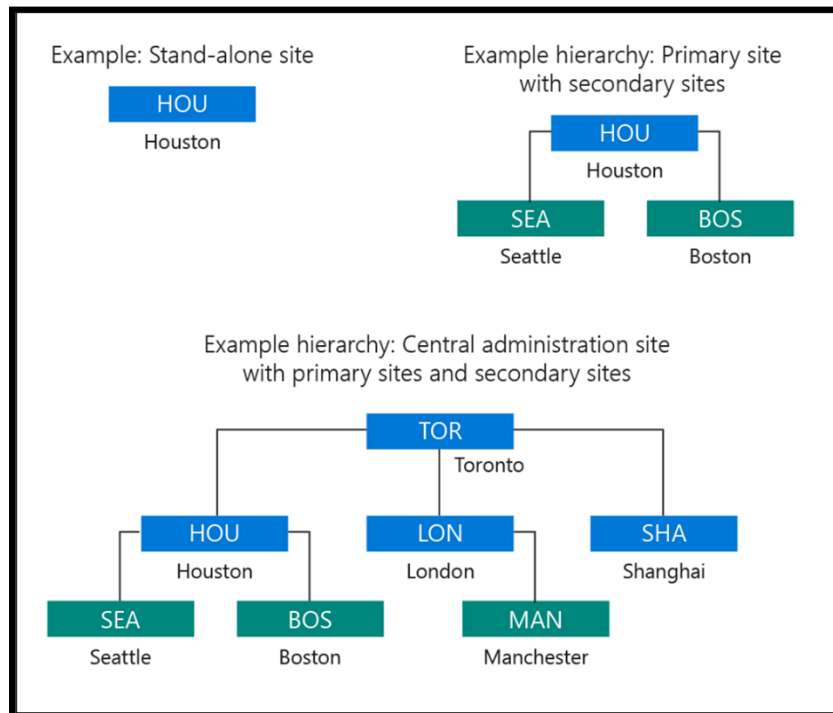 Example: Stand-alone site
HOU
Houston
Example hierarchy: Primary site
with secondary sites
HOU
Houston
SEA
BOS
Seattle
Boston
Example hierarchy: Central administration site
with primary sites and secondary sites
TOR
Toronto
HOU
LON
SHA
Houston
London
Shanghai
SEA
BOS
MAN
Seattle
Boston
Manchester